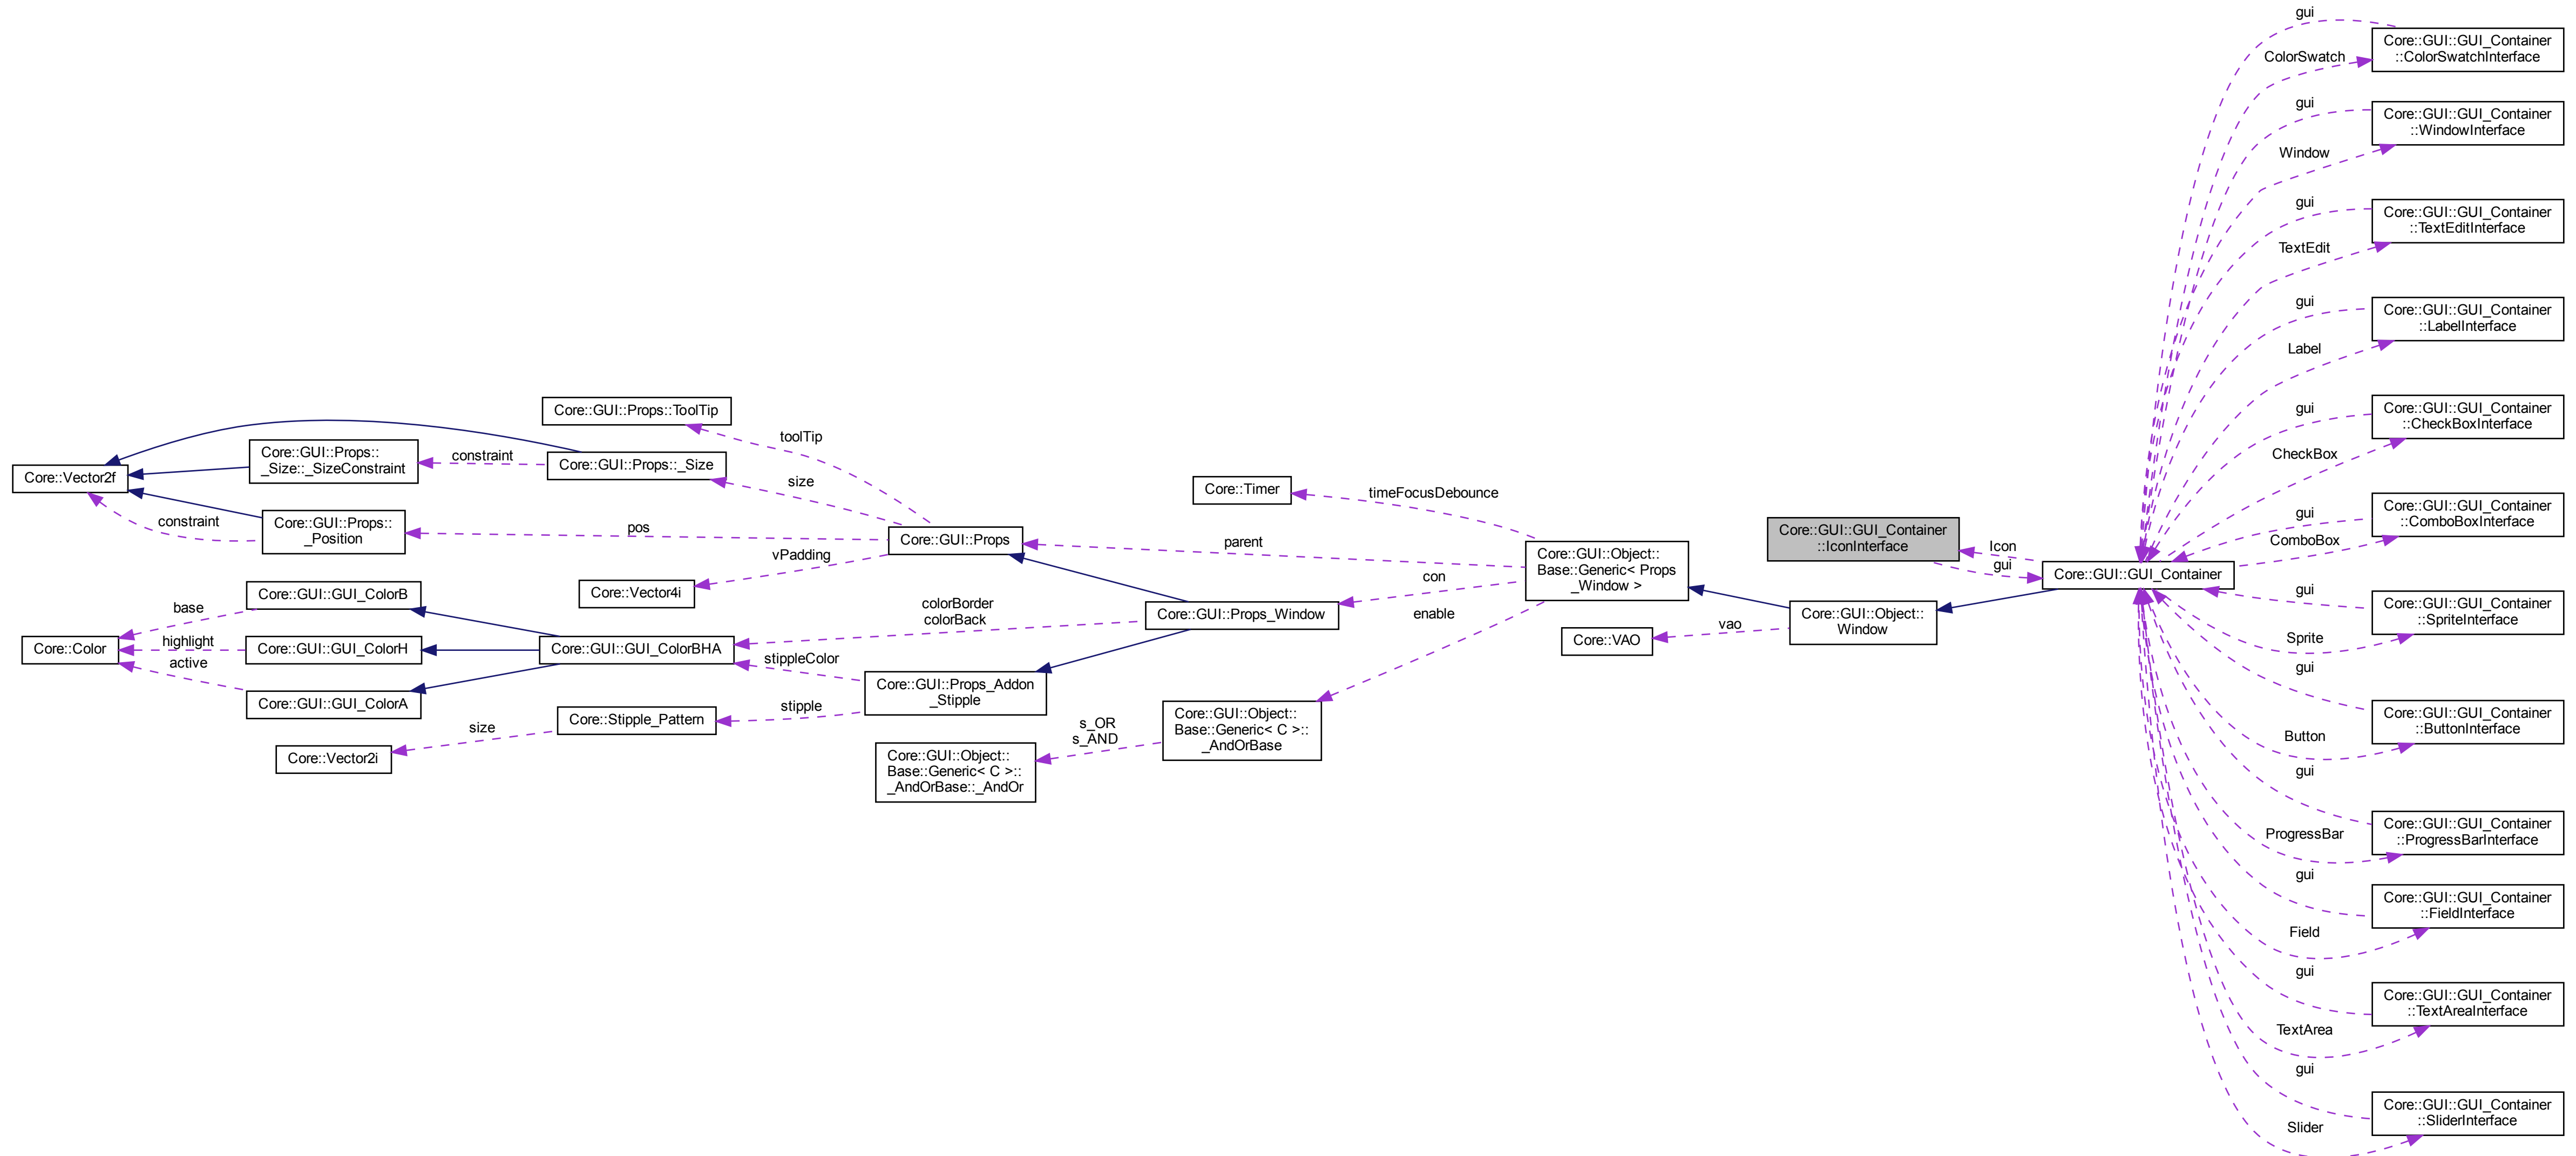 Core::Vector2f
Core::Color
Core::GUI::Props::
_Size::_SizeConstraint
Core::GUI::Props::
_Position
constraint
base
highlight
active
Core::GUI::GUI_ColorB
Core::GUI::GUI_ColorH
Core::GUI::GUI_ColorA
Core::Vector2i
constraint
size
Core::GUI::Props::ToolTip
Core::GUI::Props::_Size
pos
Core::Vector4i
Core::GUI::GUI_ColorBHA
Core::Stipple_Pattern
toolTip
size
vPadding
stippleColor
stipple
Core::GUI::Props
colorBorder
colorBack
Core::GUI::Props_Addon
_Stipple
Core::GUI::Object::
Base::Generic< C >::
_AndOrBase::_AndOr
s_OR
s_AND
Core::Timer
Core::GUI::Props_Window
Core::GUI::Object::
Base::Generic< C >::
_AndOrBase
timeFocusDebounce
parent
con
enable
Core::GUI::Object::
Base::Generic< Props
_Window >
Core::VAO
vao
Core::GUI::Object::
Window
Core::GUI::GUI_Container
::IconInterface
Icon
gui
Core::GUI::GUI_Container
gui
ColorSwatch
gui
Window
gui
TextEdit
gui
Label
gui
CheckBox
gui
ComboBox
gui
Sprite
gui
Button
gui
ProgressBar
gui
Field
gui
TextArea
gui
Slider
Core::GUI::GUI_Container
::ColorSwatchInterface
Core::GUI::GUI_Container
::WindowInterface
Core::GUI::GUI_Container
::TextEditInterface
Core::GUI::GUI_Container
::LabelInterface
Core::GUI::GUI_Container
::CheckBoxInterface
Core::GUI::GUI_Container
::ComboBoxInterface
Core::GUI::GUI_Container
::SpriteInterface
Core::GUI::GUI_Container
::ButtonInterface
Core::GUI::GUI_Container
::ProgressBarInterface
Core::GUI::GUI_Container
::FieldInterface
Core::GUI::GUI_Container
::TextAreaInterface
Core::GUI::GUI_Container
::SliderInterface